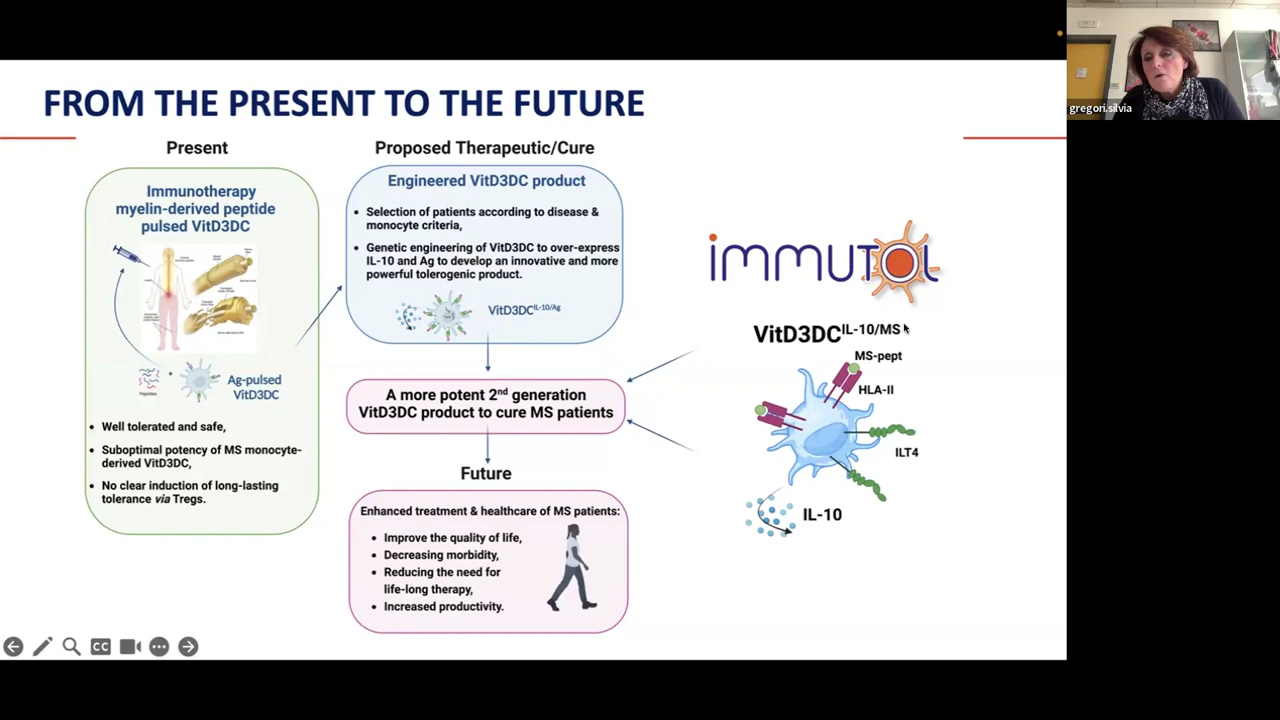 FROM THE PRESENT TO THE FUTURE
Present
Immunotherapy
myelin-derived peptide
pulsed VitD3DC
Peptides
+
Ag-pulsed
VitD3DC
• Well tolerated and safe,
• Suboptimal potency of MS monocyte-
derived VitD3DC,
• No clear induction of long-lasting
tolerance via Tregs.
Proposed Therapeutic/Cure
Engineered VitD3DC product
• Selection of patients according to disease &
monocyte criteria,
• Genetic engineering of VitD3DC to over-express
IL-10 and Ag to develop an innovative and more
powerful tolerogenic product.
VitD3DCIL-10/Ag
A more potent 2nd generation
VitD3DC product to cure MS patients
Future
Enhanced treatment & healthcare of MS patients:
• Improve the quality of life,
• Decreasing morbidity,
• Reducing the need for
life-long therapy,
• Increased productivity.
immuTOL
VitD3DCIL-10/MS
MS-pept
HLA-II
ILT4
IL-10
CC
gregori.silvia